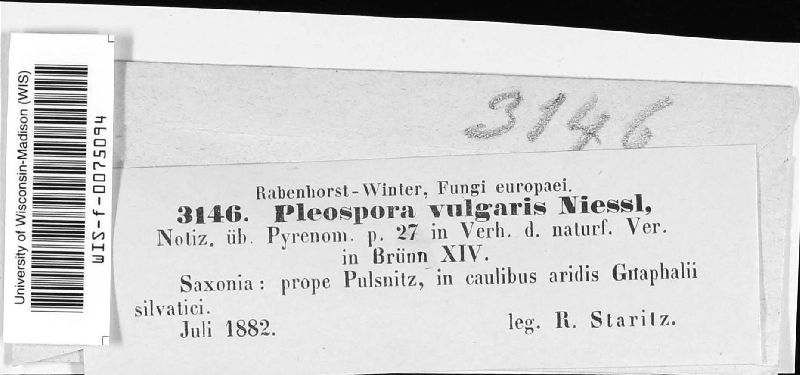 University of Wisconsin-Madison (WIS)
WIS-f-0075094
3146
Rabenhorst-Winter, Fungi europaei.
3146. Pleospora vulgaris Niessl,
Notiz. üb. Pyrenom. p. 27 in Verh. d. naturf. Ver.
in Brünn XIV.
Saxonia: prope Pulsnitz, in caulibus aridis Gnaphalii
silvatici.
Juli 1882. leg. R. Staritz.